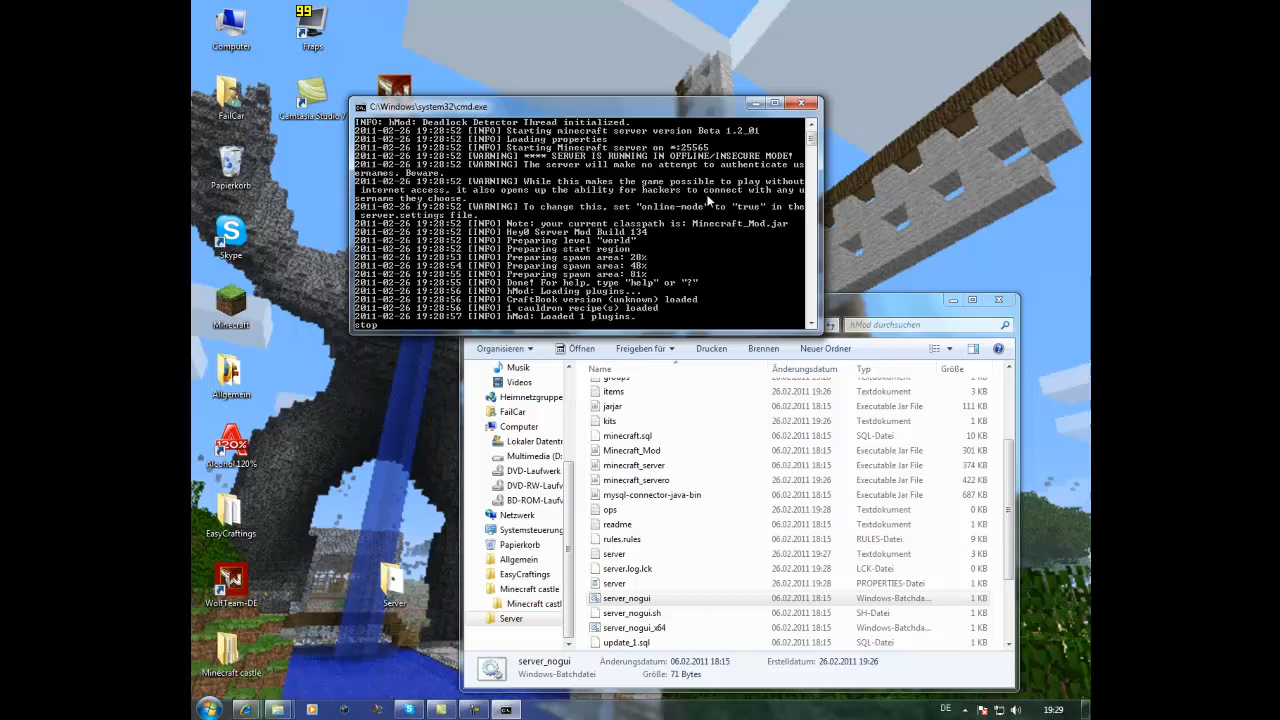 99
Computer
Fraps
FailCar
Camtasia Studio 7
Papierkorb
Skype
Minecraft
Allgemein
Alcohol 120%
EasyCraftings
WolfTeam-DE
Minecraft castle
Server
C:\Windows\system32\cmd.exe
INFO: hMod: Deadlock Detector Thread initialized.
2011-02-26 19:28:52 [INFO] Starting minecraft server version Beta 1.2_01
2011-02-26 19:28:52 [INFO] Loading properties
2011-02-26 19:28:52 [INFO] Starting Minecraft server on *:25565
2011-02-26 19:28:52 [WARNING] **** SERVER IS RUNNING IN OFFLINE/INSECURE MODE!
2011-02-26 19:28:52 [WARNING] The server will make no attempt to authenticate us
ernames. Beware.
2011-02-26 19:28:52 [WARNING] While this makes the game possible to play without
internet access, it also opens up the ability for hackers to connect with any u
sername they choose.
2011-02-26 19:28:52 [WARNING] To change this, set "online-mode" to "true" in the
server.settings file.
2011-02-26 19:28:52 [INFO] Note: your current classpath is: Minecraft_Mod.jar
2011-02-26 19:28:52 [INFO] Hey0 Server Mod Build 134
2011-02-26 19:28:52 [INFO] Preparing level "world"
2011-02-26 19:28:52 [INFO] Preparing start region
2011-02-26 19:28:53 [INFO] Preparing spawn area: 20%
2011-02-26 19:28:54 [INFO] Preparing spawn area: 48%
2011-02-26 19:28:55 [INFO] Preparing spawn area: 81%
2011-02-26 19:28:55 [INFO] Done! For help, type "help" or "?"
2011-02-26 19:28:56 [INFO] hMod: Loading plugins...
2011-02-26 19:28:56 [INFO] CraftBook version (unknown) loaded
2011-02-26 19:28:56 [INFO] 1 cauldron recipe(s) loaded
2011-02-26 19:28:57 [INFO] hMod: Loaded 1 plugins.
stop
hMod durchsuchen
Organisieren Öffnen Freigeben für Drucken Brennen Neuer Ordner
Musik
Videos
Heimnetzgruppe
FailCar
Computer
Lokaler Datentr
Multimedia (D:
DVD-Laufwerk
DVD-RW-Laufw
BD-ROM-Laufw
Netzwerk
Systemsteuerung
Papierkorb
Allgemein
EasyCraftings
Minecraft castle
Minecraft castl
Server
Name Änderungsdatum Typ Größe
groups 26.02.2011 19:26 Textdokument 1 KB
items 26.02.2011 19:26 Textdokument 3 KB
jarjar 06.02.2011 18:15 Executable Jar File 111 KB
kits 26.02.2011 19:26 Textdokument 1 KB
minecraft.sql 06.02.2011 18:15 SQL-Datei 10 KB
Minecraft_Mod 06.02.2011 18:15 Executable Jar File 301 KB
minecraft_server 06.02.2011 18:15 Executable Jar File 374 KB
minecraft_servero 06.02.2011 18:15 Executable Jar File 422 KB
mysql-connector-java-bin 06.02.2011 18:15 Executable Jar File 687 KB
ops 26.02.2011 19:28 Textdokument 0 KB
readme 06.02.2011 18:15 Textdokument 1 KB
rules.rules 06.02.2011 18:15 RULES-Datei 9 KB
server 26.02.2011 19:27 Textdokument 3 KB
server.log.lck 26.02.2011 19:28 LCK-Datei 0 KB
server 26.02.2011 19:28 PROPERTIES-Datei 1 KB
server_nogui 06.02.2011 18:15 Windows-Batchda... 1 KB
server_nogui.sh 06.02.2011 18:15 SH-Datei 1 KB
server_nogui_x64 06.02.2011 18:15 Windows-Batchda... 1 KB
update_1.sql 06.02.2011 18:15 SQL-Datei 1 KB
server_nogui Änderungsdatum: 06.02.2011 18:15 Erstelldatum: 26.02.2011 19:26
Windows-Batchdatei Größe: 71 Bytes
DE 19:29